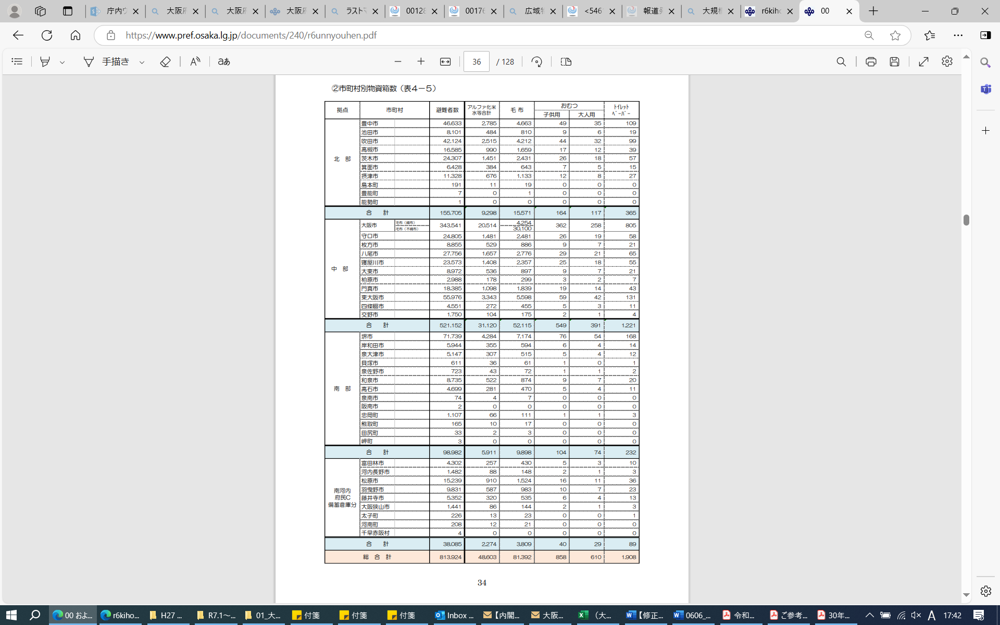 庁内ウ
大阪府
大阪府
大阪府
ラストマ
00128
00176
広域物
<546
報道発
大規模
r6kiho
00
https://www.pref.osaka.lg.jp/documents/240/r6unnyouhen.pdf
手描き
aあ
36 / 128
②市町村別物資箱数（表４－５）
拠点 市町村 避難者数 アルファ化米水等合計 毛布 おむつ 子供用 大人用 ﾄｲﾚｯﾄﾍﾟｰﾊﾟｰ
北 部
豊中市 46,633 2,785 4,663 49 35 109
池田市 8,101 484 810 9 6 19
吹田市 42,124 2,515 4,212 44 32 99
高槻市 16,585 990 1,659 17 12 39
茨木市 24,307 1,451 2,431 26 18 57
箕面市 6,428 384 643 7 5 15
摂津市 11,328 676 1,133 12 8 27
島本町 191 11 19 0 0 0
豊能町 7 0 1 0 0 0
能勢町 1 0 0 0 0 0
合 計 155,705 9,298 15,571 164 117 365
中 部
大阪市 毛布（織布） 毛布（不織布） 343,541 20,514 4,254 30,100 362 258 805
守口市 24,805 1,481 2,481 26 19 58
枚方市 8,855 529 886 9 7 21
八尾市 27,756 1,657 2,776 29 21 65
寝屋川市 23,573 1,408 2,357 25 18 55
大東市 8,972 536 897 9 7 21
柏原市 2,988 178 299 3 2 7
門真市 18,385 1,098 1,839 19 14 43
東大阪市 55,976 3,343 5,598 59 42 131
四條畷市 4,551 272 455 5 3 11
交野市 1,750 104 175 2 1 4
合 計 521,152 31,120 52,115 549 391 1,221
南 部
堺市 71,739 4,284 7,174 76 54 168
岸和田市 5,944 355 594 6 4 14
泉大津市 5,147 307 515 5 4 12
貝塚市 611 36 61 1 0 1
泉佐野市 723 43 72 1 1 2
和泉市 8,735 522 874 9 7 20
高石市 4,699 281 470 5 4 11
泉南市 74 4 7 0 0 0
阪南市 2 0 0 0 0 0
忠岡町 1,107 66 111 1 1 3
熊取町 165 10 17 0 0 0
田尻町 33 2 3 0 0 0
岬町 3 0 0 0 0 0
合 計 98,982 5,911 9,898 104 74 232
南河内
府民C
備蓄倉庫分
富田林市 4,302 257 430 5 3 10
河内長野市 1,482 88 148 2 1 3
松原市 15,239 910 1,524 16 11 36
羽曳野市 9,831 587 983 10 7 23
藤井寺市 5,352 320 535 6 4 13
大阪狭山市 1,441 86 144 2 1 3
太子町 226 13 23 0 0 1
河南町 208 12 21 0 0 0
千早赤阪村 4 0 0 0 0 0
合 計 38,085 2,274 3,809 40 29 89
総 合 計 813,924 48,603 81,392 858 610 1,908
34
00 およ...
r6kiho...
H27 ...
R7.1～...
01_大...
付箋
付箋
付箋
Inbox ...
【内閣...
大阪...
（大...
【修正...
0606_...
令和...
ご参考...
30年...
A
17:42